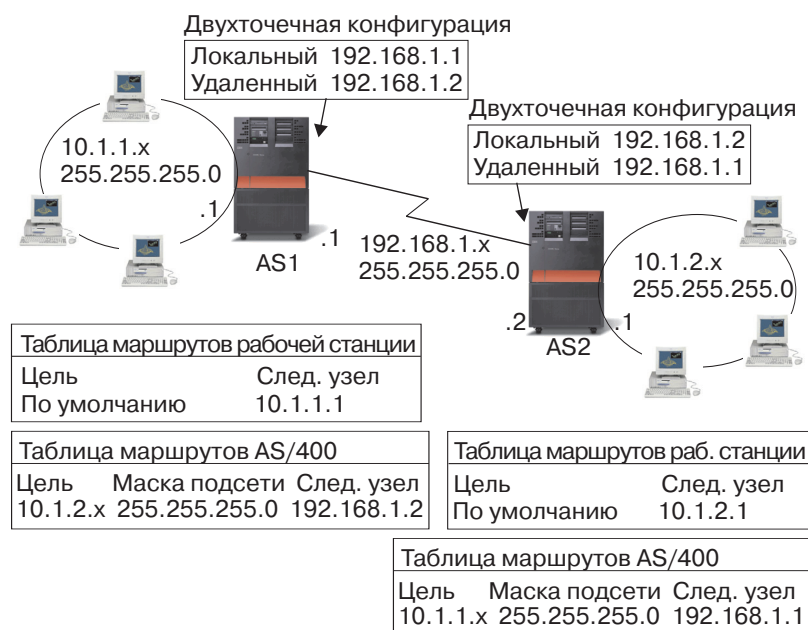 Двухточечная конфигурация
Локальный 192.168.1.1
Удаленный 192.168.1.2
Двухточечная конфигурация
Локальный 192.168.1.2
Удаленный 192.168.1.1
10.1.1.x
255.255.255.0
.1
.1
AS1
192.168.1.x
255.255.255.0
10.1.2.x
255.255.255.0
.2
.1
AS2
Таблица маршрутов рабочей станции
Цель След. узел
По умолчанию 10.1.1.1
Таблица маршрутов AS/400
Цель Маска подсети След. узел
10.1.2.x 255.255.255.0 192.168.1.2
Таблица маршрутов раб. станции
Цель След. узел
По умолчанию 10.1.2.1
Таблица маршрутов AS/400
Цель Маска подсети След. узел
10.1.1.x 255.255.255.0 192.168.1.1